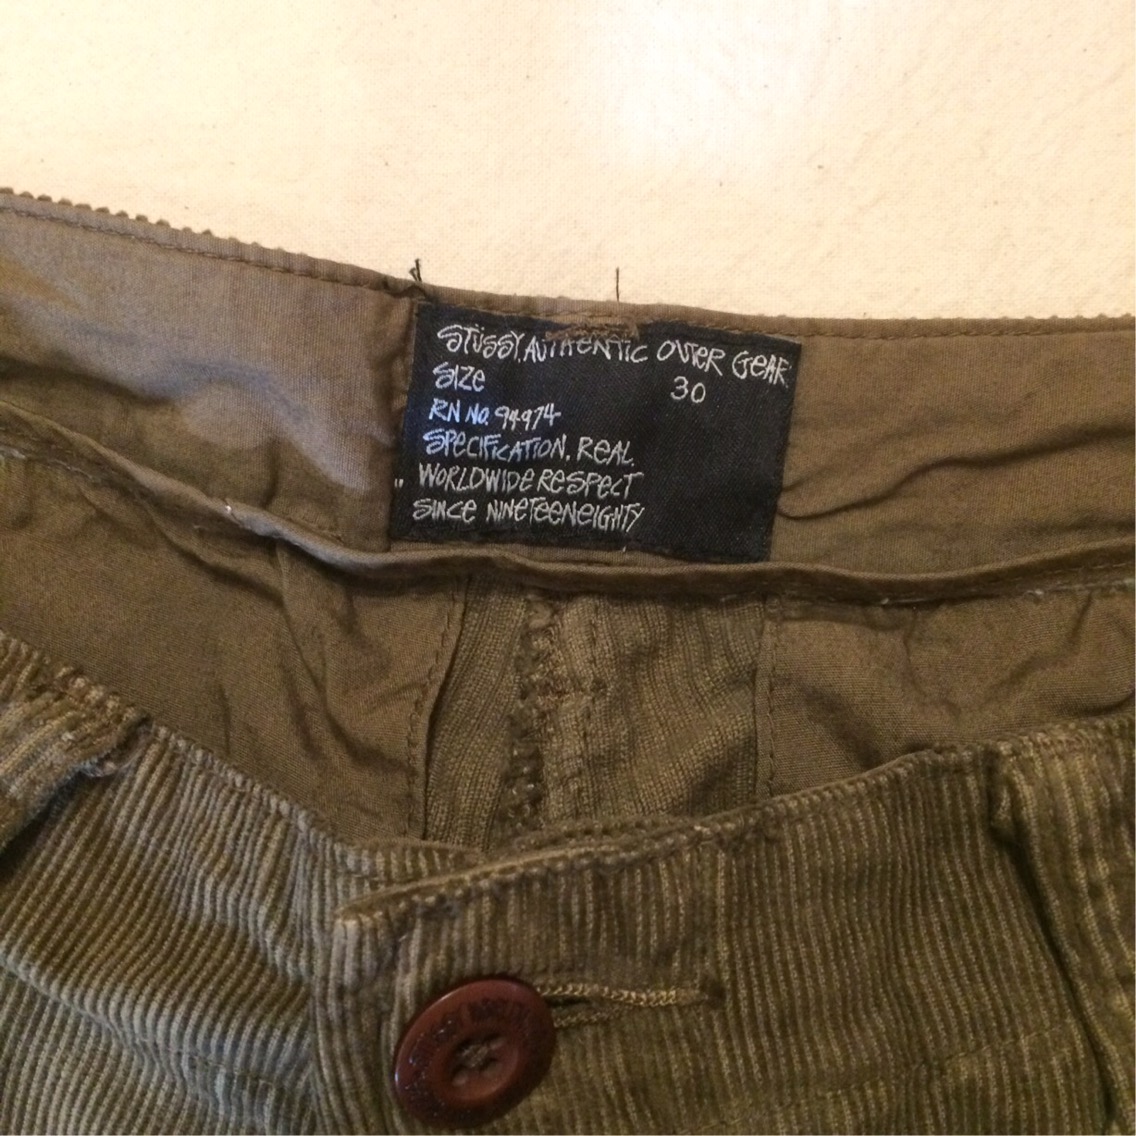 STÜSSY. AUTHENTIC OUTER GEAR
SIZE 30
RN NO. 94974
SPECIFICATION. REAL.
WORLDWIDE RESPECT
SINCE NINETEENEIGHTY